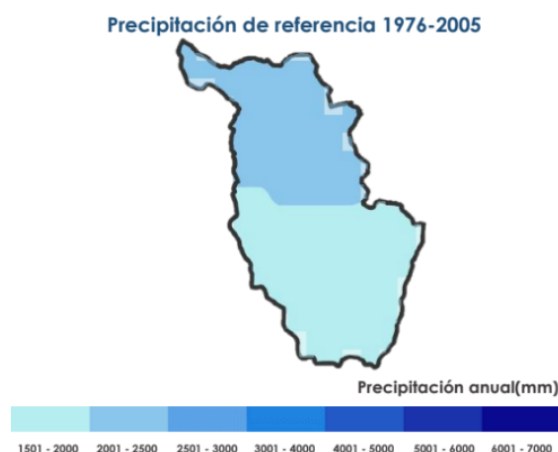 Precipitación de referencia 1976-2005
Precipitación anual(mm)
1501 - 2000 2001 - 2500 2501 - 3000 3001 - 4000 4001 - 5000 5001 - 6000 6001 - 7000